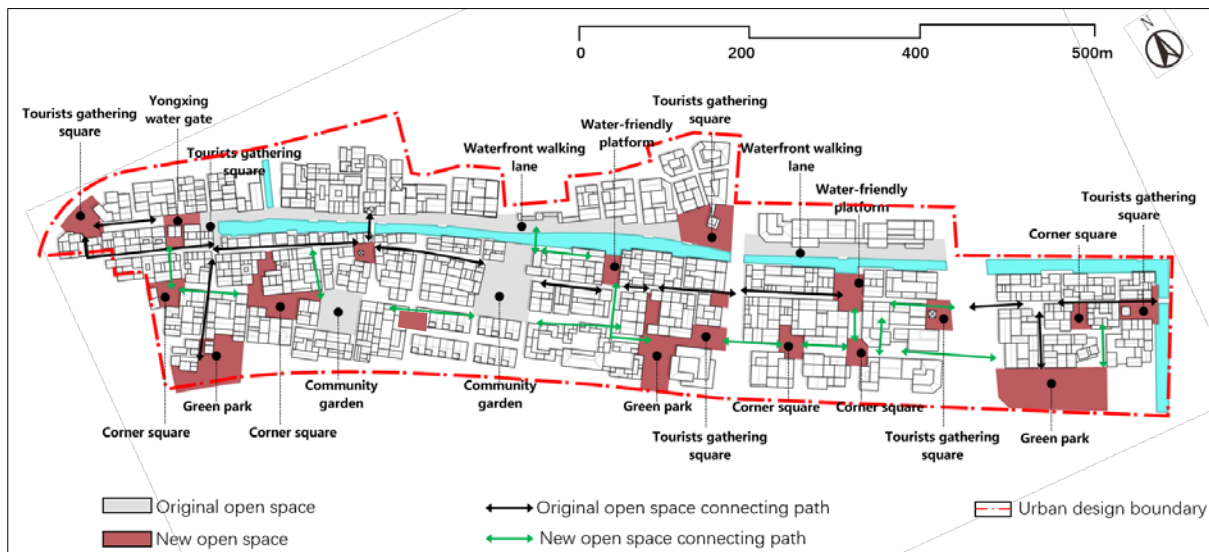 N
0
200
400
500m
Yongxing
water gate
Tourists gathering
square
Tourists gathering
square
Tourists gathering
square
Water-friendly
platform
Waterfront walking
lane
Waterfront walking
lane
Water-friendly
platform
Tourists gathering
square
Corner square
Community
garden
Community
garden
Green park
Green park
Corner square
Corner square
Corner square
Corner square
Tourists gathering
square
Tourists gathering
square
Green park
Original open space
Original open space connecting path
Urban design boundary
New open space
New open space connecting path